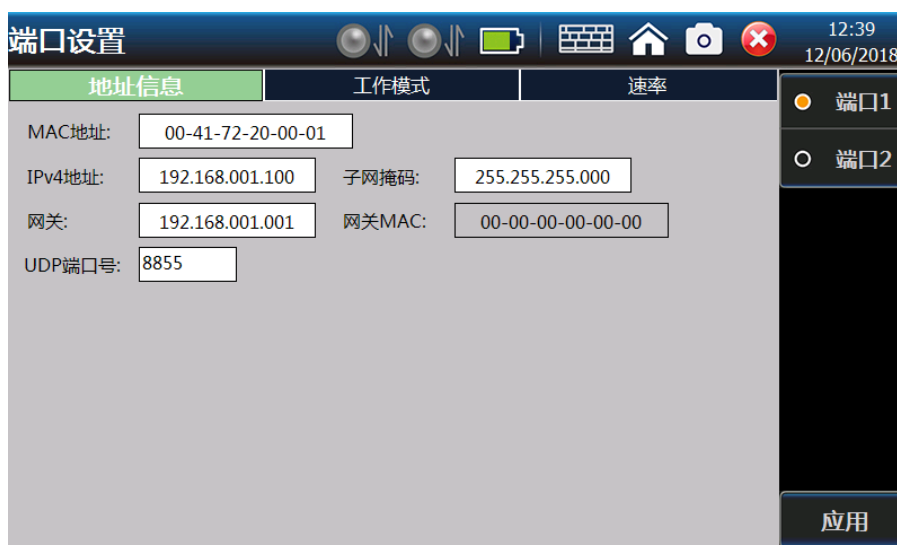 端口设置
12:39
12/06/2018
地址信息 工作模式 速率
端口1
端口2
MAC地址: 00-41-72-20-00-01
IPv4地址: 192.168.001.100 子网掩码: 255.255.255.000
网关: 192.168.001.001 网关MAC: 00-00-00-00-00-00
UDP端口号: 8855
应用